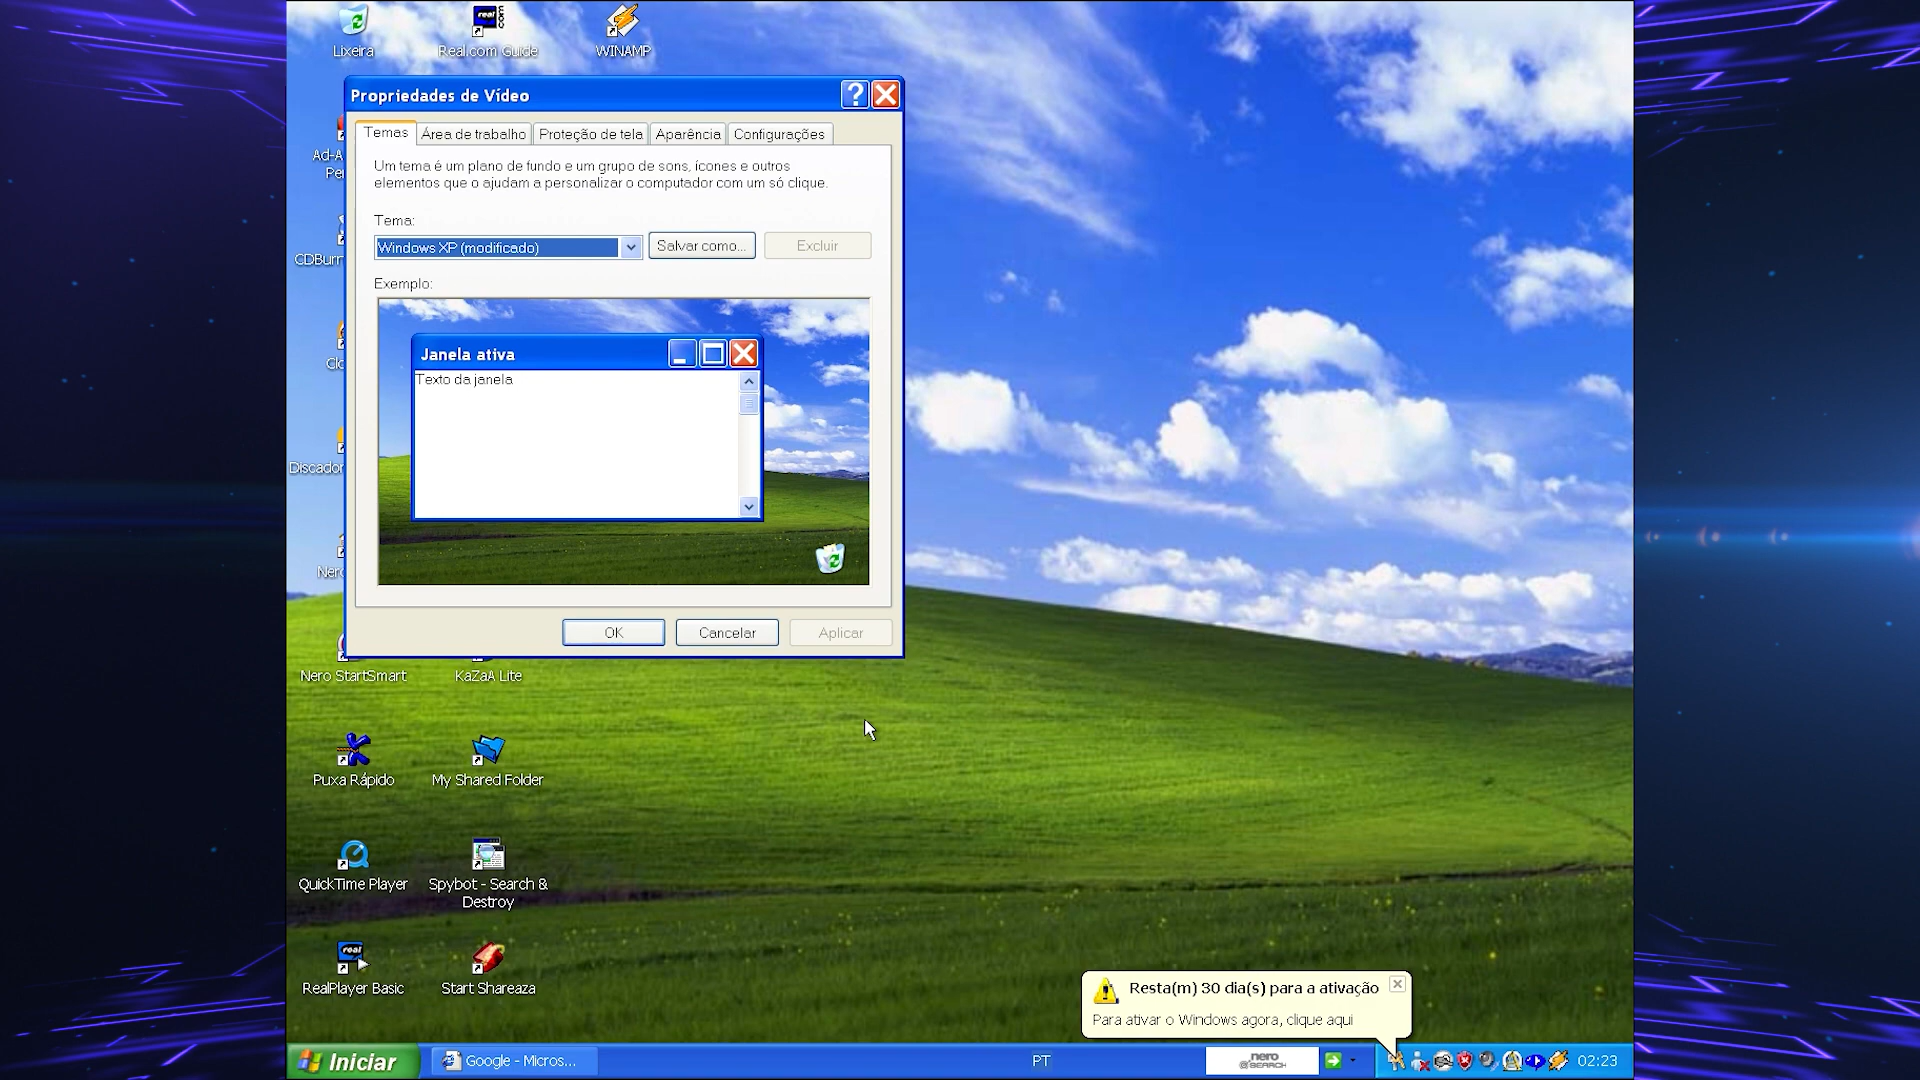 Lixeira
Real.com Guide
WINAMP
Propriedades de Vídeo
Temas
Área de trabalho
Proteção de tela
Aparência
Configurações
Um tema é um plano de fundo e um grupo de sons, ícones e outros
elementos que o ajudam a personalizar o computador com um só clique.
Tema:
Windows XP (modificado)
Salvar como...
Excluir
Exemplo:
Janela ativa
Texto da janela
OK
Cancelar
Aplicar
Discador
Nero StartSmart
KaZaA Lite
Puxa Rápido
My Shared Folder
QuickTime Player
Spybot - Search &
Destroy
RealPlayer Basic
Start Shareaza
Resta(m) 30 dia(s) para a ativação
Para ativar o Windows agora, clique aqui
Iniciar
Google - Micros...
PT
nero
SEARCH
02:23